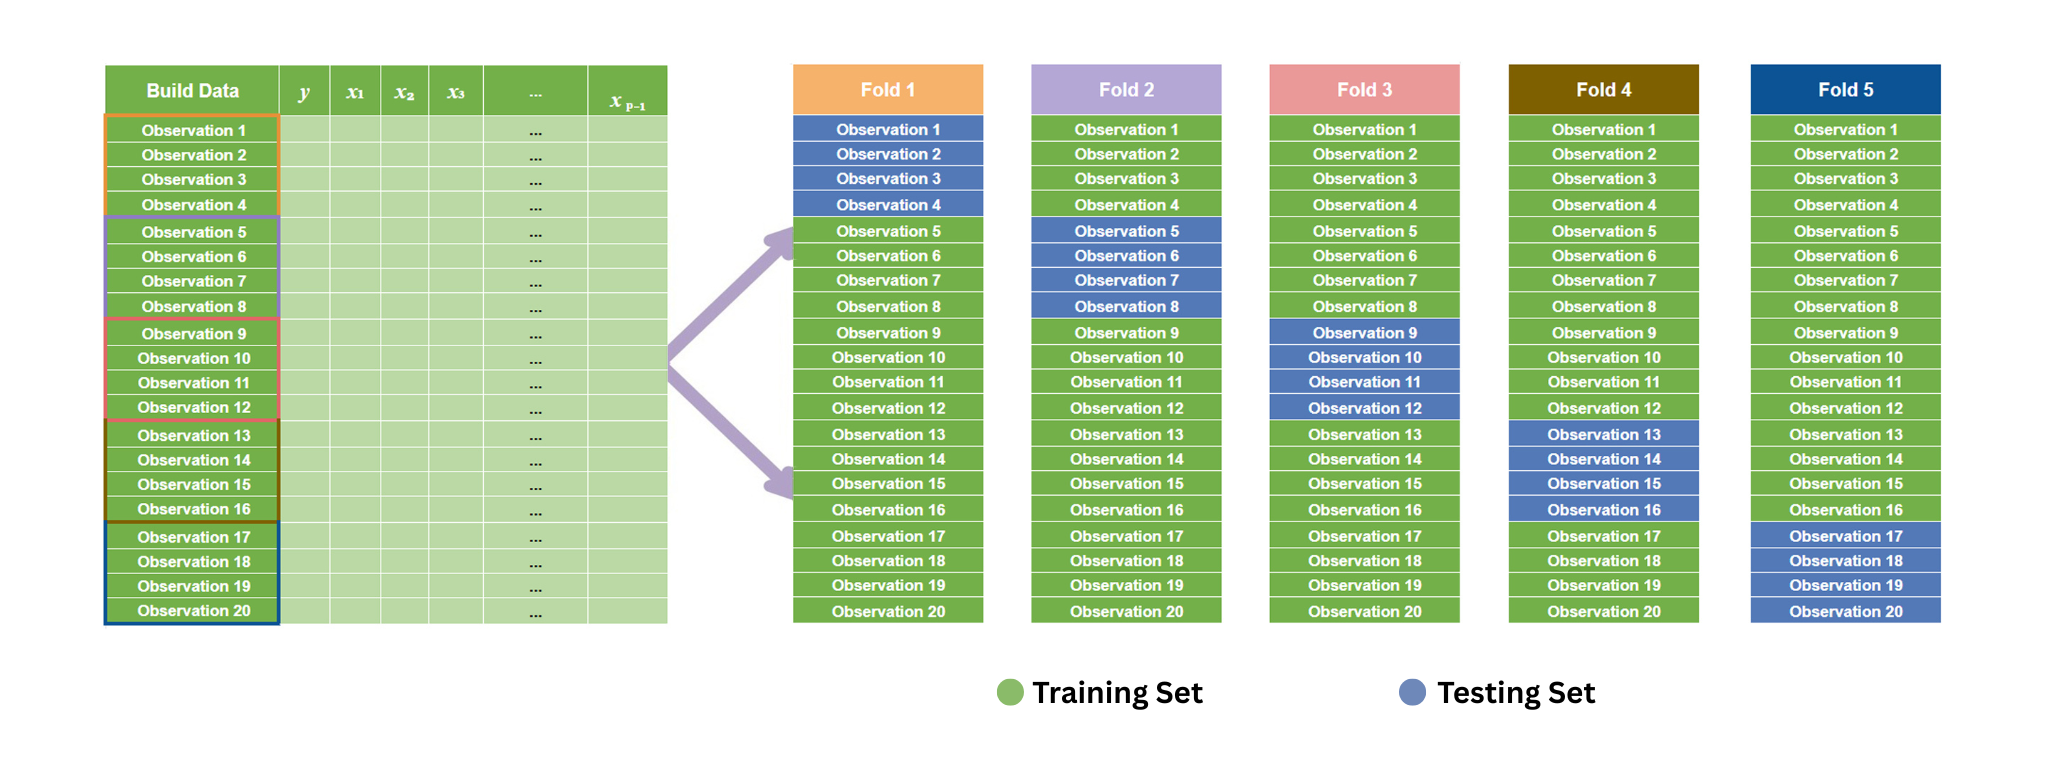 Build Data y x₁ x₂ x₃ ... x p-1
Observation 1 ...
Observation 2 ...
Observation 3 ...
Observation 4 ...
Observation 5 ...
Observation 6 ...
Observation 7 ...
Observation 8 ...
Observation 9 ...
Observation 10 ...
Observation 11 ...
Observation 12 ...
Observation 13 ...
Observation 14 ...
Observation 15 ...
Observation 16 ...
Observation 17 ...
Observation 18 ...
Observation 19 ...
Observation 20 ...
Fold 1 Fold 2 Fold 3 Fold 4 Fold 5
Observation 1 Observation 1 Observation 1 Observation 1 Observation 1
Observation 2 Observation 2 Observation 2 Observation 2 Observation 2
Observation 3 Observation 3 Observation 3 Observation 3 Observation 3
Observation 4 Observation 4 Observation 4 Observation 4 Observation 4
Observation 5 Observation 5 Observation 5 Observation 5 Observation 5
Observation 6 Observation 6 Observation 6 Observation 6 Observation 6
Observation 7 Observation 7 Observation 7 Observation 7 Observation 7
Observation 8 Observation 8 Observation 8 Observation 8 Observation 8
Observation 9 Observation 9 Observation 9 Observation 9 Observation 9
Observation 10 Observation 10 Observation 10 Observation 10 Observation 10
Observation 11 Observation 11 Observation 11 Observation 11 Observation 11
Observation 12 Observation 12 Observation 12 Observation 12 Observation 12
Observation 13 Observation 13 Observation 13 Observation 13 Observation 13
Observation 14 Observation 14 Observation 14 Observation 14 Observation 14
Observation 15 Observation 15 Observation 15 Observation 15 Observation 15
Observation 16 Observation 16 Observation 16 Observation 16 Observation 16
Observation 17 Observation 17 Observation 17 Observation 17 Observation 17
Observation 18 Observation 18 Observation 18 Observation 18 Observation 18
Observation 19 Observation 19 Observation 19 Observation 19 Observation 19
Observation 20 Observation 20 Observation 20 Observation 20 Observation 20
Training Set Testing Set